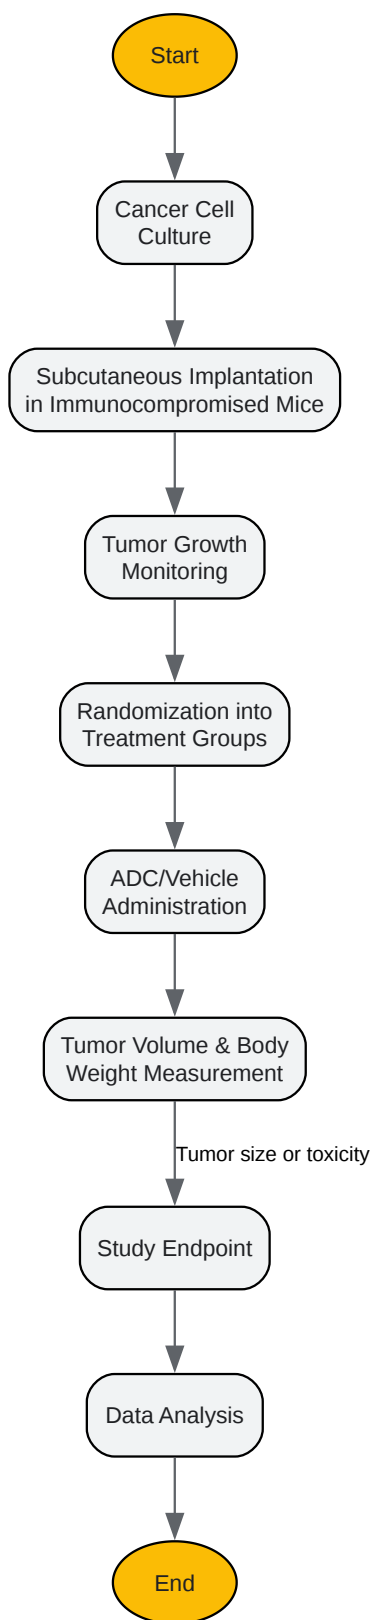 Start
Cancer Cell
Culture
Subcutaneous Implantation
in Immunocompromised Mice
Tumor Growth
Monitoring
Randomization into
Treatment Groups
ADC/Vehicle
Administration
Tumor Volume & Body
Weight Measurement
Tumor size or toxicity
Study Endpoint
Data Analysis
End